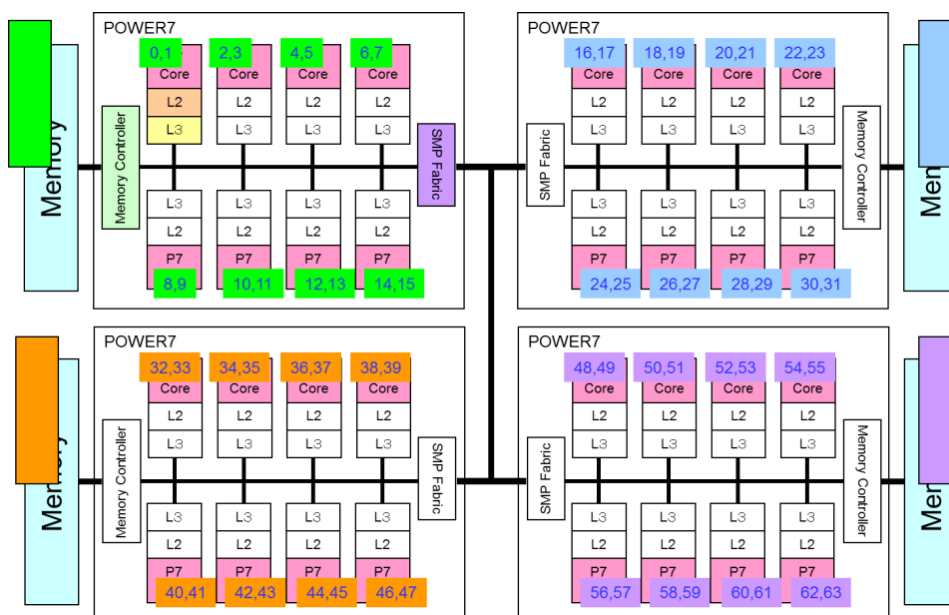 POWER7
0,1 2,3 4,5 6,7
Core Core Core Core
L2 L2 L2 L2
L3 L3 L3 L3
Memory
Memory Controller
SMP Fabric
L3 L3 L3 L3
L2 L2 L2 L2
P7 P7 P7 P7
8,9 10,11 12,13 14,15
POWER7
16,17 18,19 20,21 22,23
Core Core Core Core
L2 L2 L2 L2
L3 L3 L3 L3
SMP Fabric
Memory Controller
Mem
L3 L3 L3 L3
L2 L2 L2 L2
P7 P7 P7 P7
24,25 26,27 28,29 30,31
POWER7
32,33 34,35 36,37 38,39
Core Core Core Core
L2 L2 L2 L2
L3 L3 L3 L3
Memory
Memory Controller
SMP Fabric
L3 L3 L3 L3
L2 L2 L2 L2
P7 P7 P7 P7
40,41 42,43 44,45 46,47
POWER7
48,49 50,51 52,53 54,55
Core Core Core Core
L2 L2 L2 L2
L3 L3 L3 L3
SMP Fabric
Memory Controller
Mem
L3 L3 L3 L3
L2 L2 L2 L2
P7 P7 P7 P7
56,57 58,59 60,61 62,63